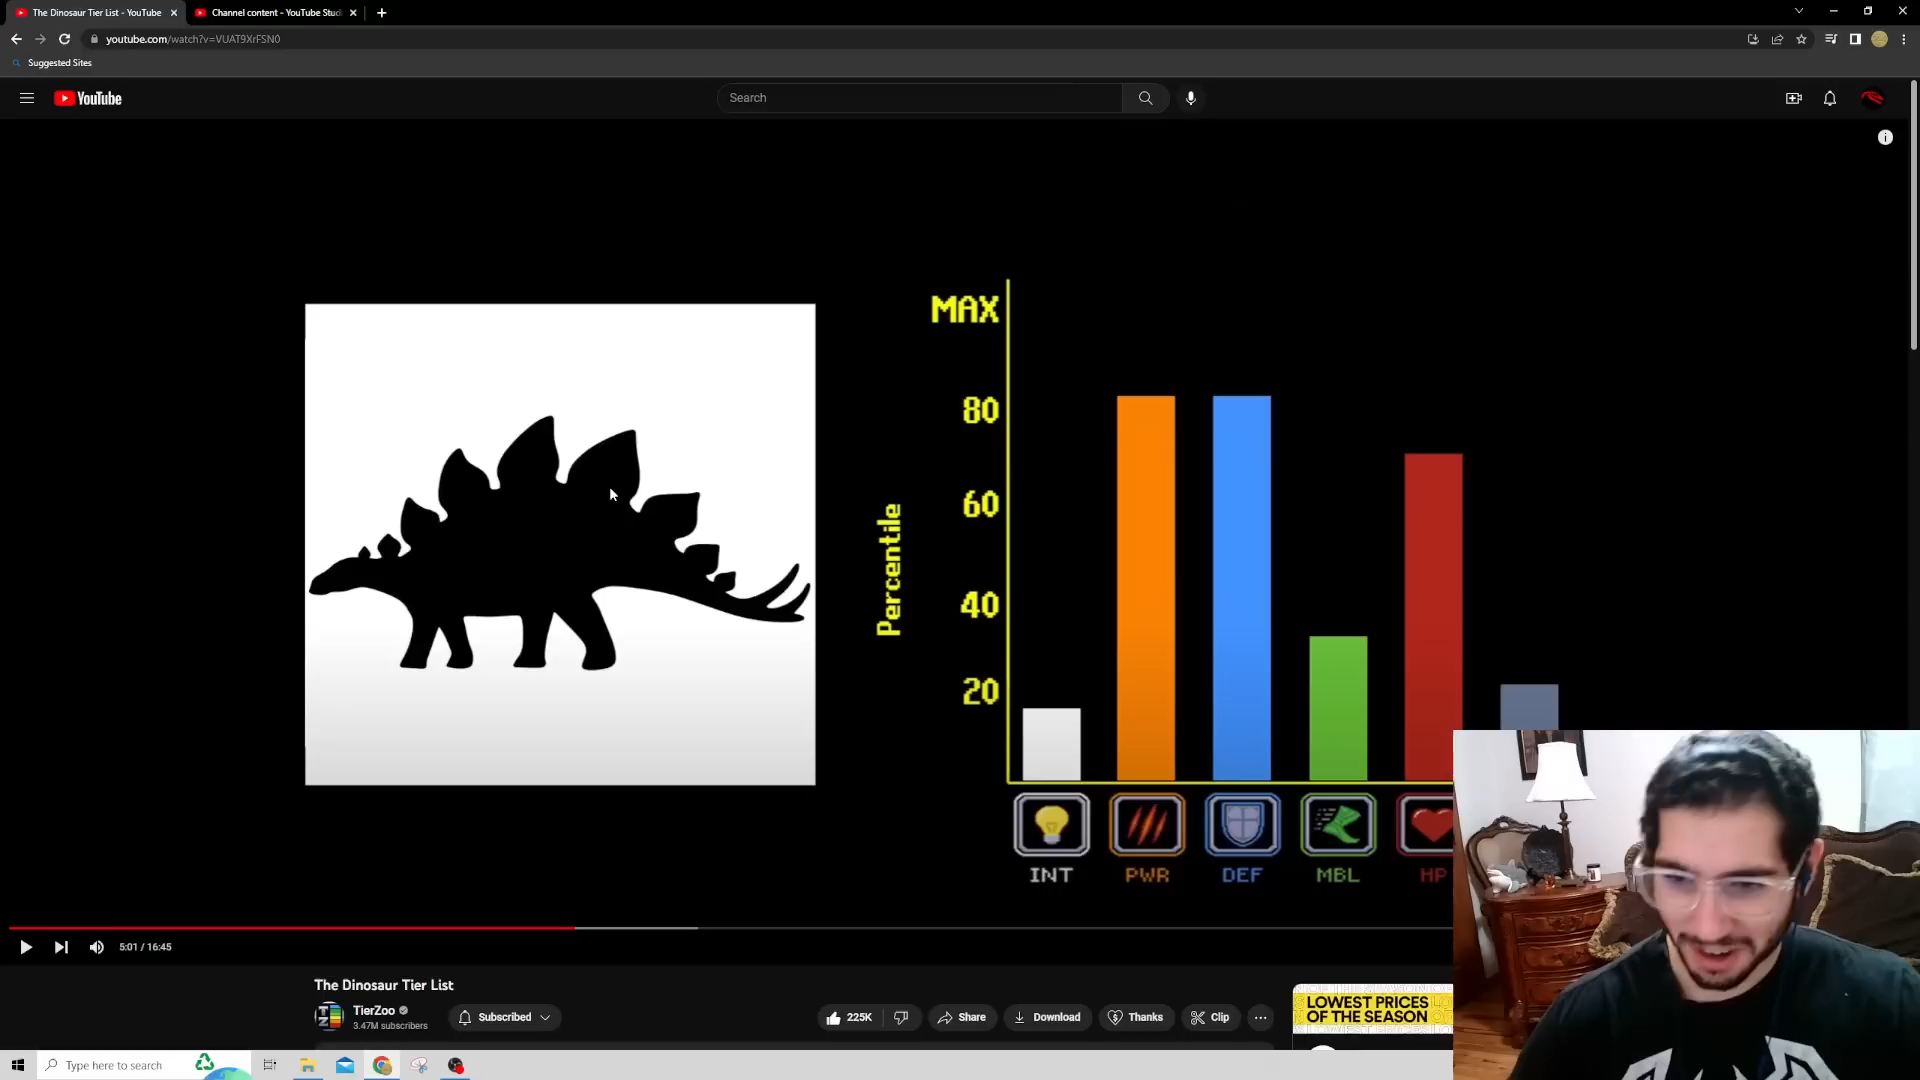 The Dinosaur Tier List - YouTube
Channel content - YouTube Stud
youtube.com/watch?v=VUAT9XrFSN0
Suggested Sites
YouTube
Search
MAX
80
60
40
20
Percentile
INT PWR DEF MBL HP
5:01 / 16:45
The Dinosaur Tier List
TierZoo
3.47M subscribers
Subscribed
225K
Share
Download
Thanks
Clip
LOWEST PRICES
OF THE SEASON
Type here to search